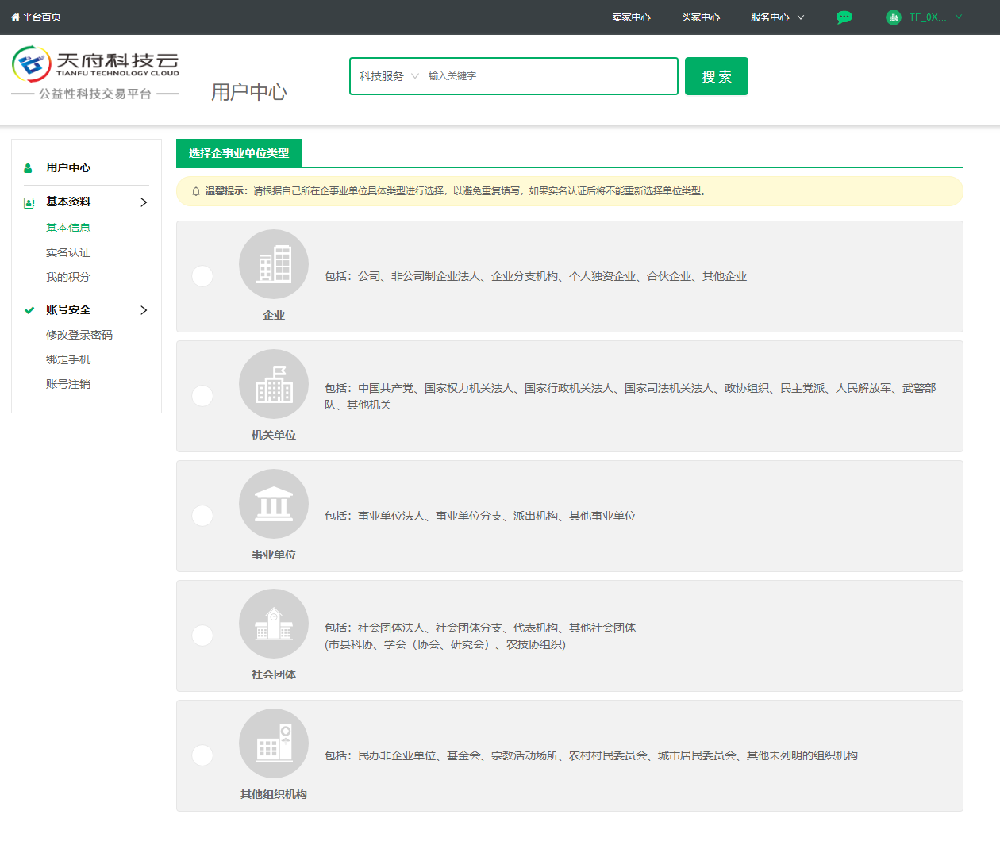 平台首页
卖家中心
买家中心
服务中心
TF_0X...
天府科技云
TIANFU TECHNOLOGY CLOUD
公益性科技交易平台
用户中心
科技服务
输入关键字
搜索
用户中心
基本资料
基本信息
实名认证
我的积分
账号安全
修改登录密码
绑定手机
账号注销
选择企事业单位类型
温馨提示：请根据自己所在企事业单位具体类型进行选择，以避免重复填写，如果实名认证后将不能重新选择单位类型。
包括：公司、非公司制企业法人、企业分支机构、个人独资企业、合伙企业、其他企业
企业
包括：中国共产党、国家权力机关法人、国家行政机关法人、国家司法机关法人、政协组织、民主党派、人民解放军、武警部
队、其他机关
机关单位
包括：事业单位法人、事业单位分支、派出机构、其他事业单位
事业单位
包括：社会团体法人、社会团体分支、代表机构、其他社会团体
(市县科协、学会（协会、研究会）、农技协组织)
社会团体
包括：民办非企业单位、基金会、宗教活动场所、农村村民委员会、城市居民委员会、其他未列明的组织机构
其他组织机构